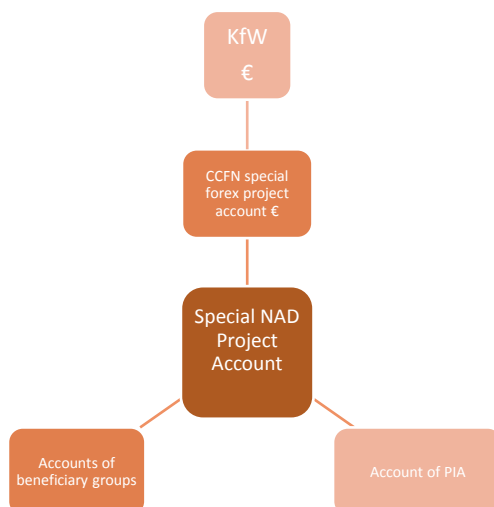 KfW
€
CCFN special
forex project
account €
Special NAD
Project
Account
Accounts of
beneficiary groups
Account of PIA